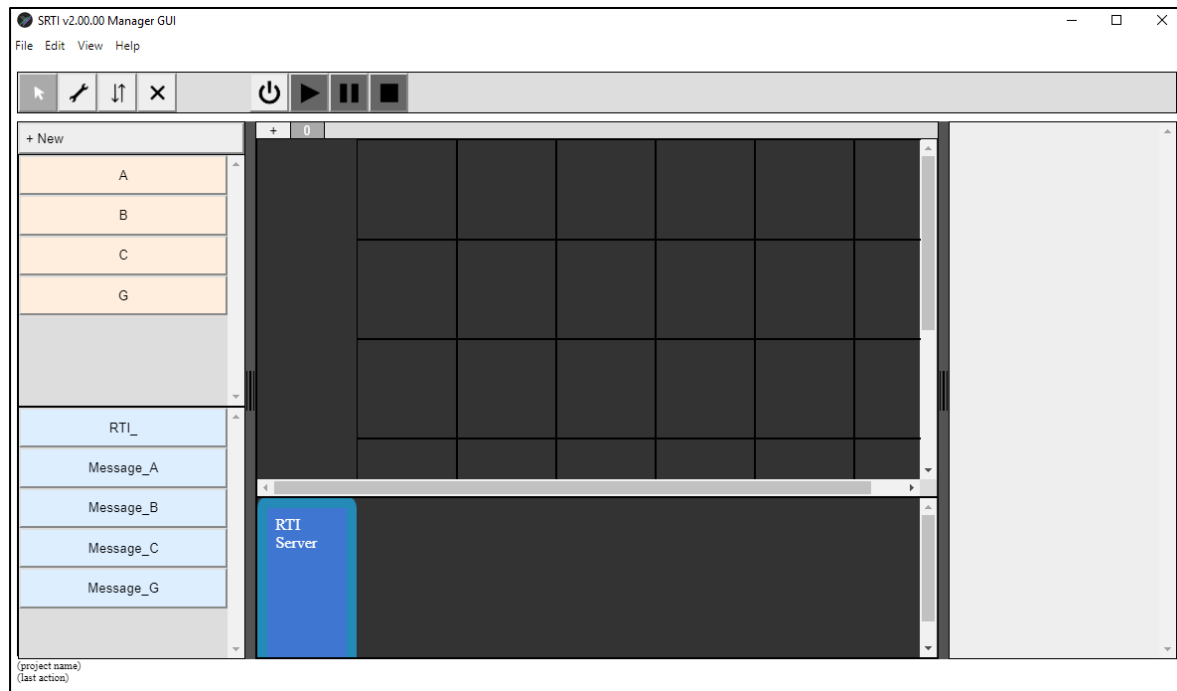 SRTI v2.00.00 Manager GUI
File Edit View Help
+ New
+ 0
A
B
C
G
RTI_
Message_A
Message_B
Message_C
Message_G
RTI
Server
(project name)
(last action)